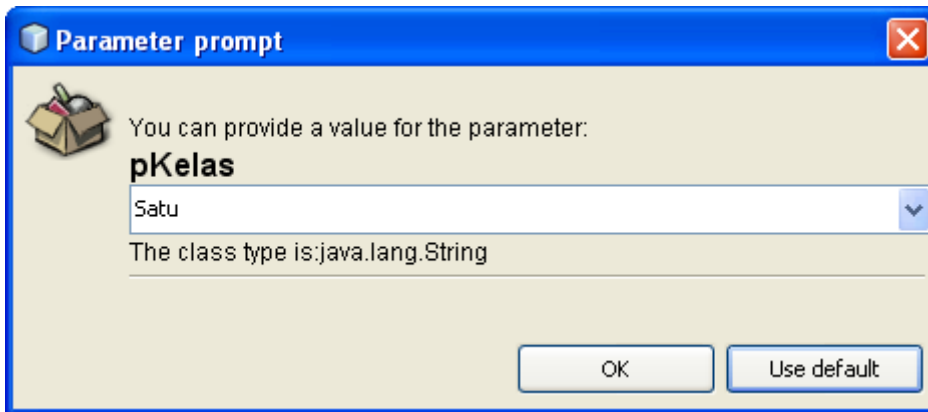 Parameter prompt
You can provide a value for the parameter:
pKelas
Satu
The class type is:java.lang.String
OK
Use default